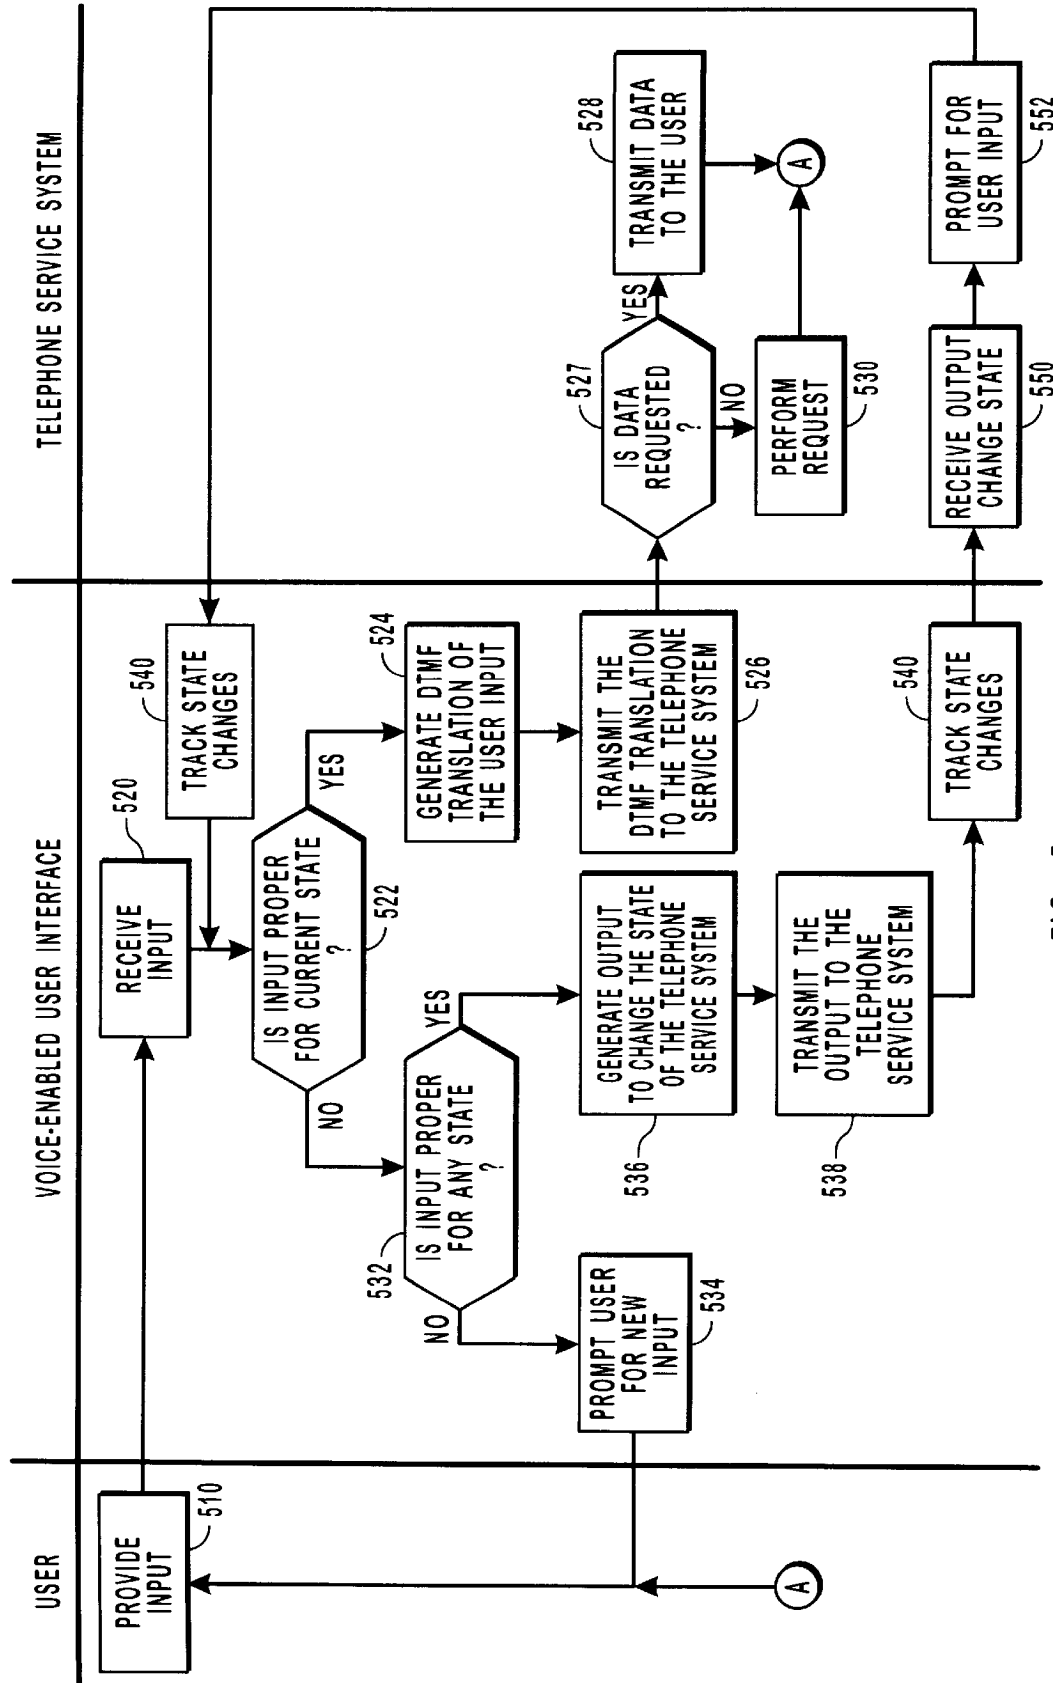 USER
VOICE-ENABLED USER INTERFACE
TELEPHONE SERVICE SYSTEM
PROVIDE
INPUT
510
RECEIVE
INPUT
520
TRACK STATE
CHANGES
540
IS INPUT PROPER
FOR CURRENT STATE
?
522
NO
YES
532
IS INPUT PROPER
FOR ANY STATE
?
NO
YES
GENERATE DTMF
TRANSLATION OF
THE USER INPUT
524
PROMPT USER
FOR NEW
INPUT
534
GENERATE OUTPUT
TO CHANGE THE STATE
OF THE TELEPHONE
SERVICE SYSTEM
536
TRANSMIT THE
DTMF TRANSLATION
TO THE TELEPHONE
SERVICE SYSTEM
526
IS DATA
REQUESTED
?
527
YES
NO
TRANSMIT DATA
TO THE USER
528
PERFORM
REQUEST
530
A
A
TRANSMIT THE
OUTPUT TO THE
TELEPHONE
SERVICE SYSTEM
538
TRACK STATE
CHANGES
540
RECEIVE OUTPUT
CHANGE STATE
550
PROMPT FOR
USER INPUT
552